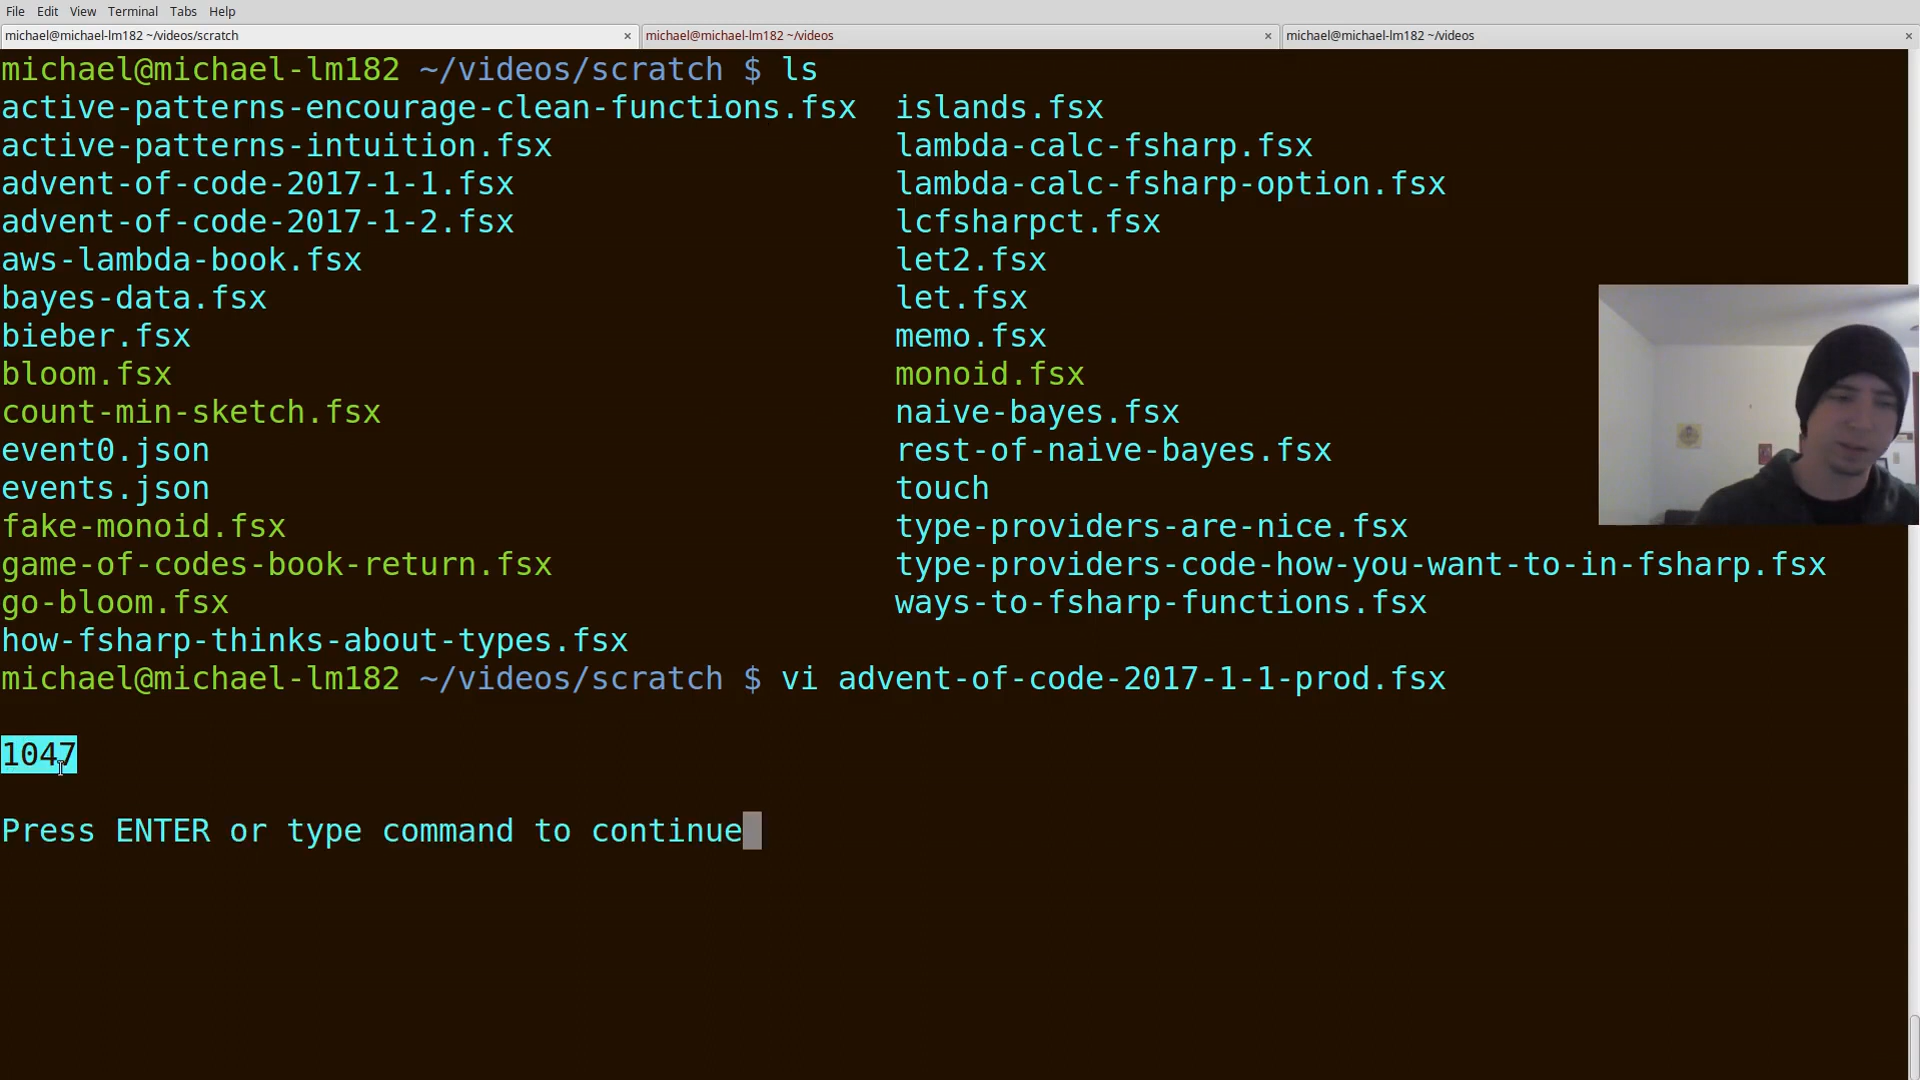 File Edit View Terminal Tabs Help
michael@michael-lm182 ~/videos/scratch × michael@michael-lm182 ~/videos × michael@michael-lm182 ~/videos ×
michael@michael-lm182 ~/videos/scratch $ ls
active-patterns-encourage-clean-functions.fsx islands.fsx
active-patterns-intuition.fsx lambda-calc-fsharp.fsx
advent-of-code-2017-1-1.fsx lambda-calc-fsharp-option.fsx
advent-of-code-2017-1-2.fsx lcfsharpct.fsx
aws-lambda-book.fsx let2.fsx
bayes-data.fsx let.fsx
bieber.fsx memo.fsx
bloom.fsx monoid.fsx
count-min-sketch.fsx naive-bayes.fsx
event0.json rest-of-naive-bayes.fsx
events.json touch
fake-monoid.fsx type-providers-are-nice.fsx
game-of-codes-book-return.fsx type-providers-code-how-you-want-to-in-fsharp.fsx
go-bloom.fsx ways-to-fsharp-functions.fsx
how-fsharp-thinks-about-types.fsx
michael@michael-lm182 ~/videos/scratch $ vi advent-of-code-2017-1-1-prod.fsx
1047
Press ENTER or type command to continue